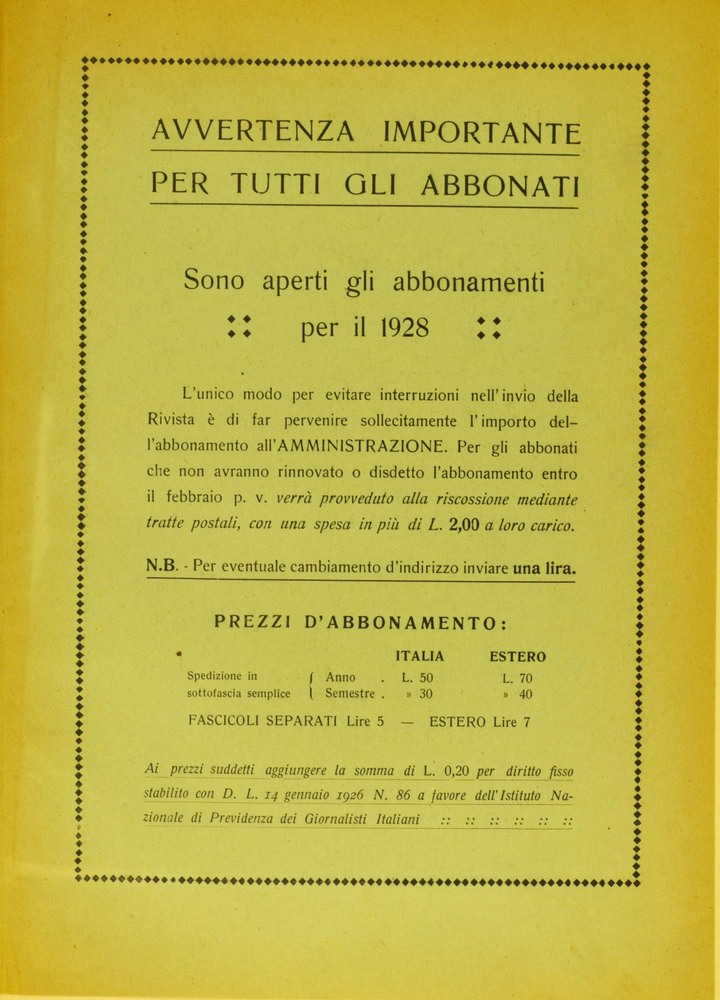 AVVERTENZA IMPORTANTE
PER TUTTI GLI ABBONATI
Sono aperti gli abbonamenti
:: per il 1928 ::
L'unico modo per evitare interruzioni nell'invio della
Rivista è di far pervenire sollecitamente l'importo del-
l'abbonamento all'AMMINISTRAZIONE. Per gli abbonati
che non avranno rinnovato o disdetto l'abbonamento entro
il febbraio p. v. verrà provveduto alla riscossione mediante
tratte postali, con una spesa in più di L. 2,00 a loro carico.
N.B. - Per eventuale cambiamento d'indirizzo inviare una lira.
PREZZI D'ABBONAMENTO:
ITALIA ESTERO
Spedizione in ( Anno . L. 50 L. 70
sottofascia semplice ( Semestre . » 30 » 40
FASCICOLI SEPARATI Lire 5 — ESTERO Lire 7
Ai prezzi suddetti aggiungere la somma di L. 0,20 per diritto fisso
stabilito con D. L. 14 gennaio 1926 N. 86 a favore dell'Istituto Na-
zionale di Previdenza dei Giornalisti Italiani :: :: :: :: :: ::